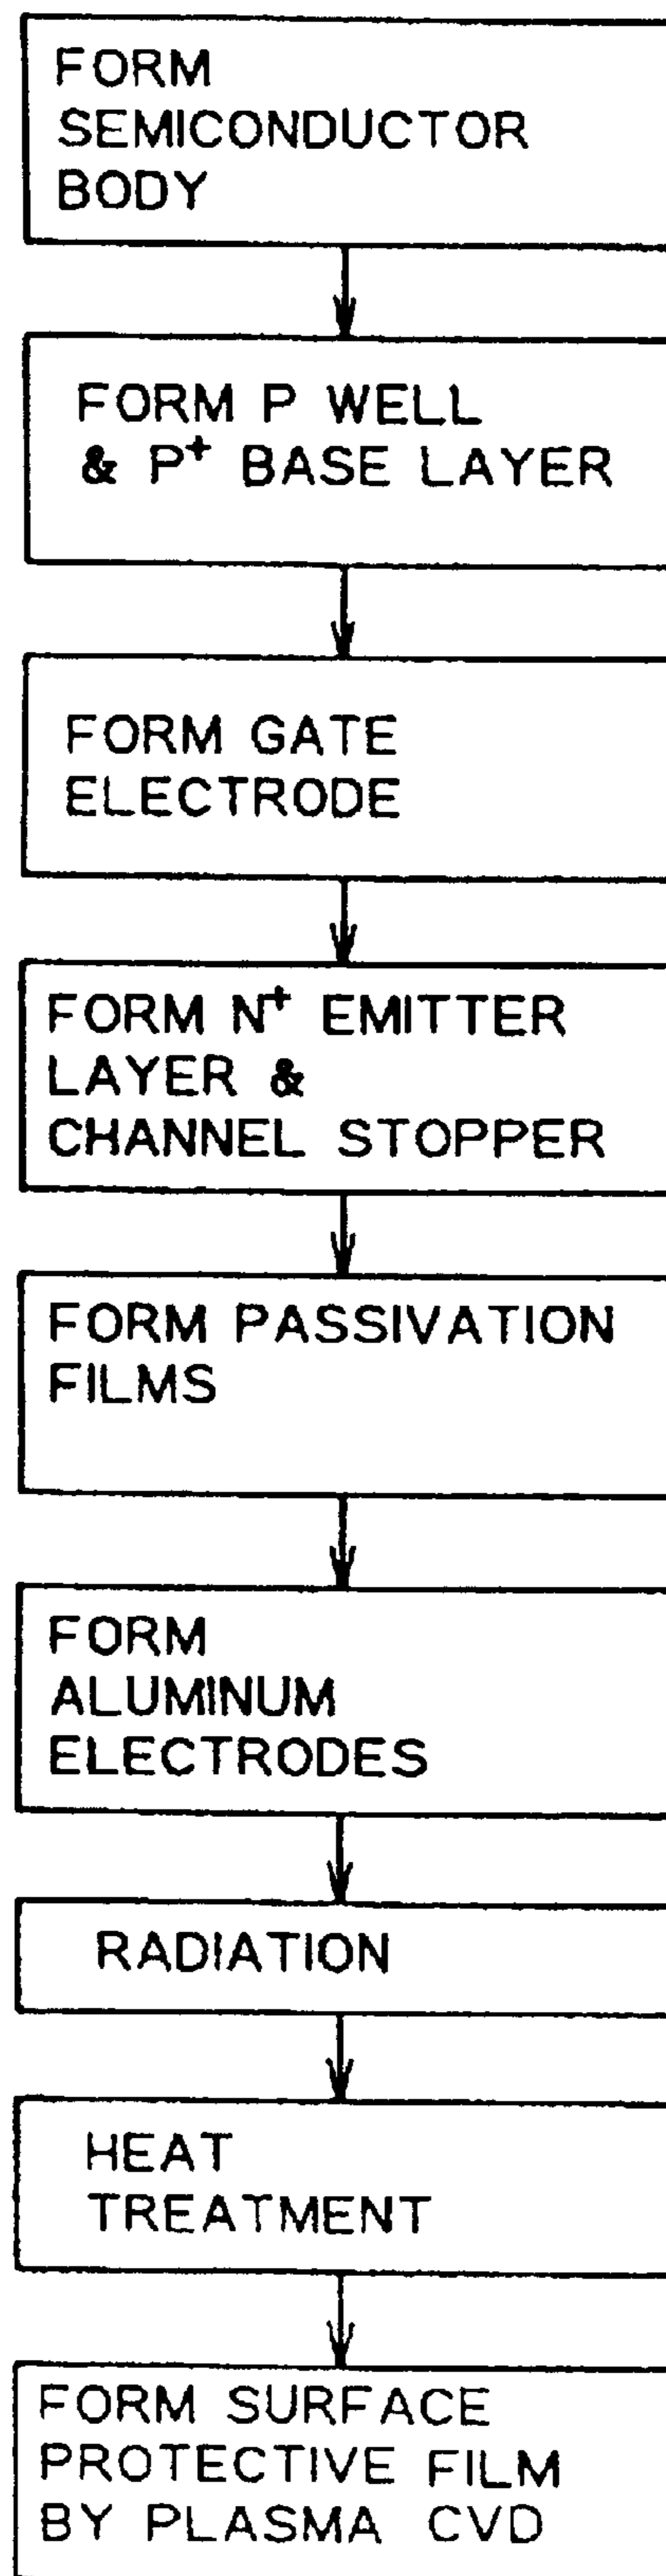 FORM
SEMICONDUCTOR
BODY
FORM P WELL
& P+ BASE LAYER
FORM GATE
ELECTRODE
FORM N+ EMITTER
LAYER &
CHANNEL STOPPER
FORM PASSIVATION
FILMS
FORM
ALUMINUM
ELECTRODES
RADIATION
HEAT
TREATMENT
FORM SURFACE
PROTECTIVE FILM
BY PLASMA CVD